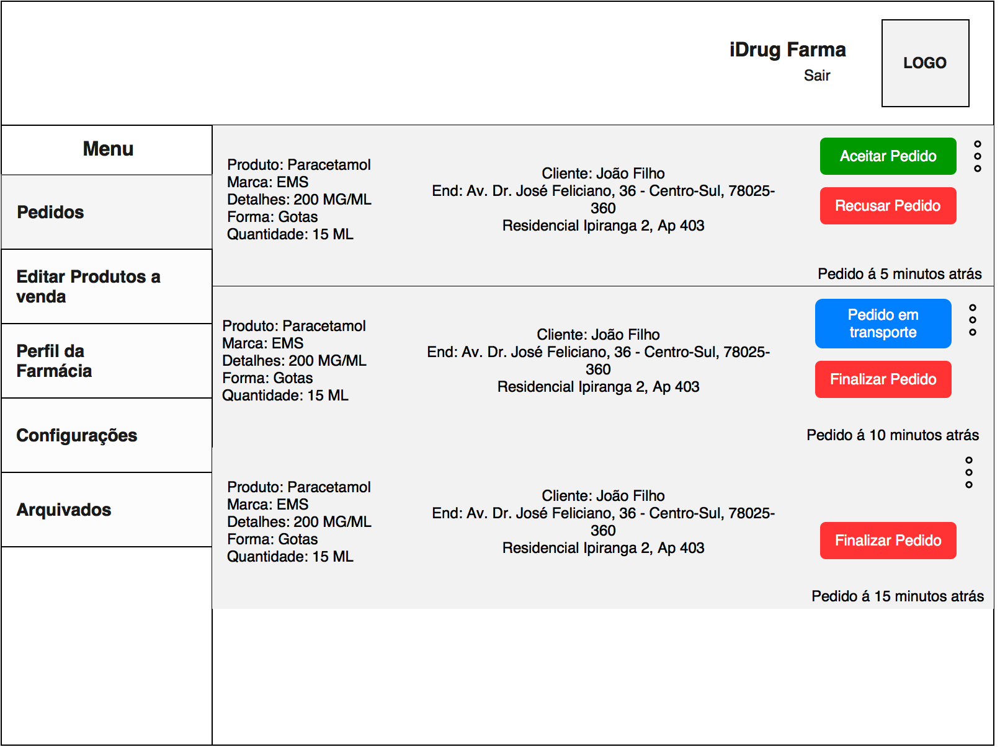 iDrug Farma
Sair
LOGO
Menu
Pedidos
Editar Produtos a
venda
Perfil da
Farmácia
Configurações
Arquivados
Produto: Paracetamol
Marca: EMS
Detalhes: 200 MG/ML
Forma: Gotas
Quantidade: 15 ML
Cliente: João Filho
End: Av. Dr. José Feliciano, 36 - Centro-Sul, 78025-
360
Residencial Ipiranga 2, Ap 403
Aceitar Pedido
Recusar Pedido
Pedido á 5 minutos atrás
Produto: Paracetamol
Marca: EMS
Detalhes: 200 MG/ML
Forma: Gotas
Quantidade: 15 ML
Cliente: João Filho
End: Av. Dr. José Feliciano, 36 - Centro-Sul, 78025-
360
Residencial Ipiranga 2, Ap 403
Pedido em
transporte
Finalizar Pedido
Pedido á 10 minutos atrás
Produto: Paracetamol
Marca: EMS
Detalhes: 200 MG/ML
Forma: Gotas
Quantidade: 15 ML
Cliente: João Filho
End: Av. Dr. José Feliciano, 36 - Centro-Sul, 78025-
360
Residencial Ipiranga 2, Ap 403
Finalizar Pedido
Pedido á 15 minutos atrás